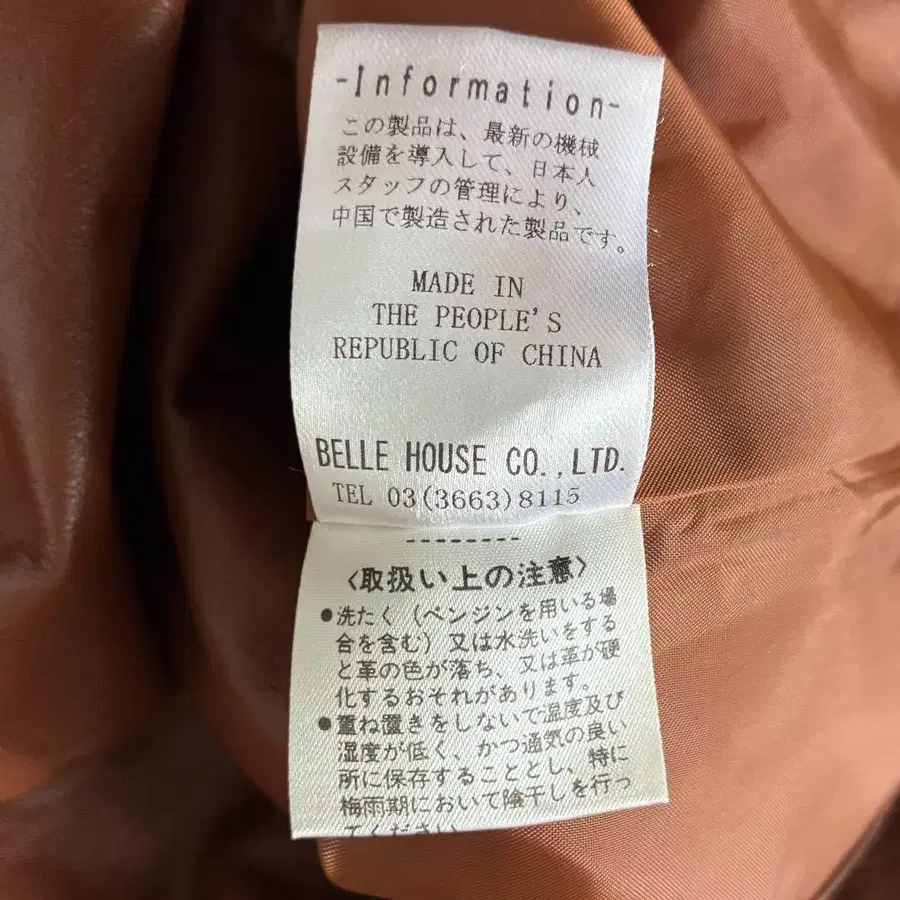 -Information-
この製品は、最新の機械
設備を導入して、日本人
スタッフの管理により、
中国で製造された製品です。
MADE IN
THE PEOPLE'S
REPUBLIC OF CHINA
BELLE HOUSE CO.,LTD.
TEL 03(3663)8115
--------
〈取扱い上の注意〉
●洗たく(ベンジンを用いる場
合を含む)又は水洗いをする
と革の色が落ち、又は革が硬
化するおそれがあります。
●重ね置きをしないで温度及び
湿度が低く、かつ通気の良い
所に保存することとし、特に
梅雨期において陰干しを行っ
てください